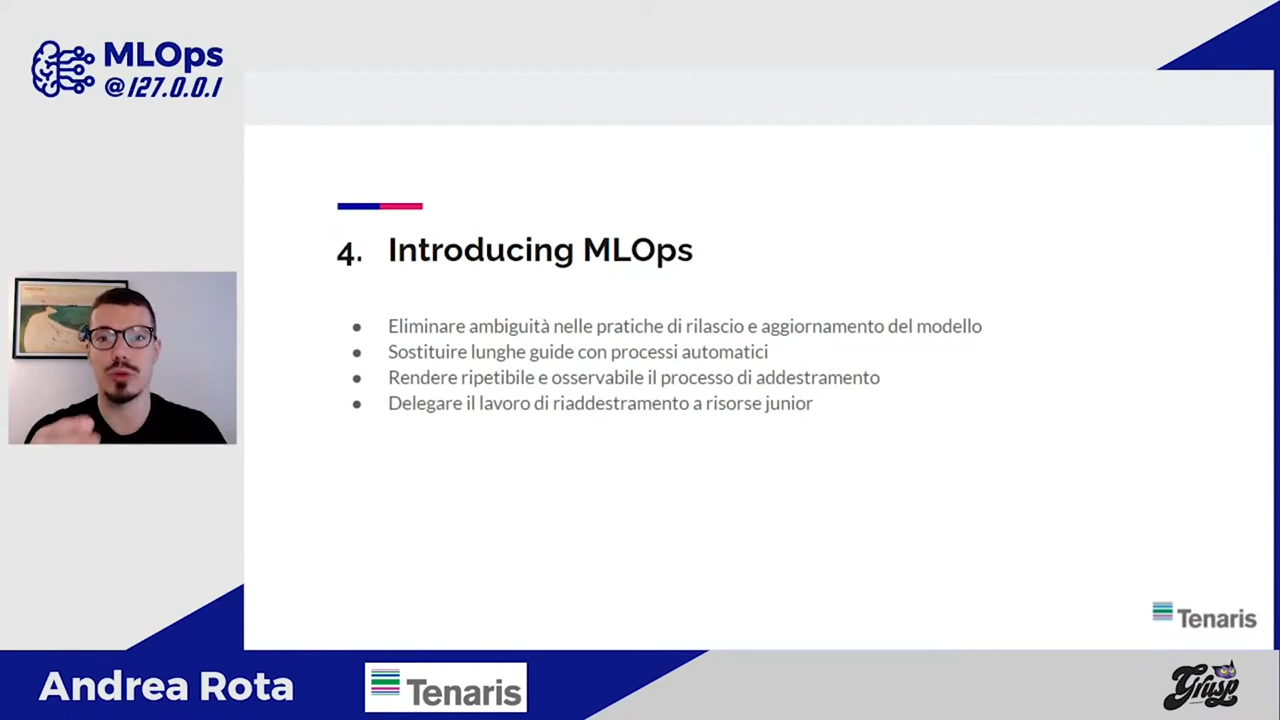 MLOps
@127.0.0.1
4. Introducing MLOps
● Eliminare ambiguità nelle pratiche di rilascio e aggiornamento del modello
● Sostituire lunghe guide con processi automatici
● Rendere ripetibile e osservabile il processo di addestramento
● Delegare il lavoro di riaddestramento a risorse junior
Tenaris
Andrea Rota
Tenaris
Grusp